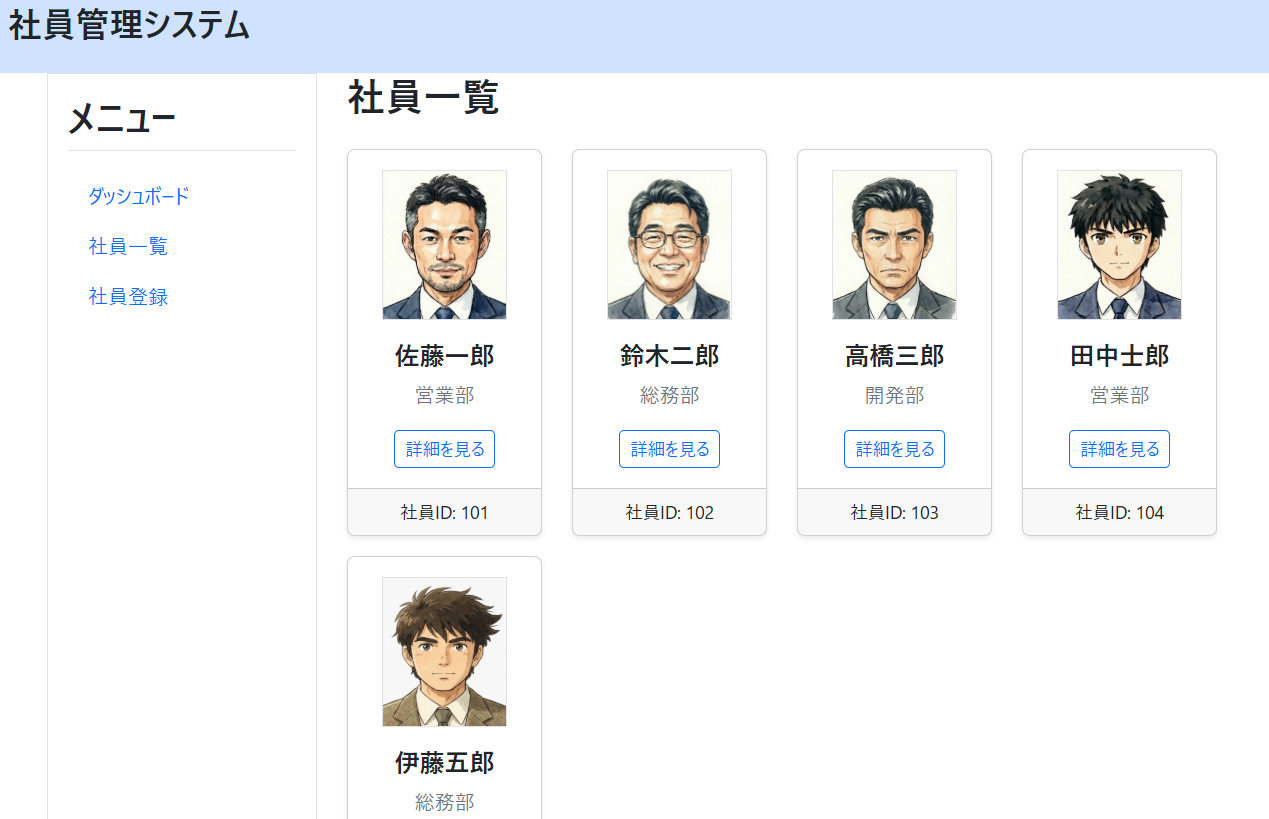 社員管理システム
メニュー
ダッシュボード
社員一覧
社員登録
社員一覧
佐藤一郎
営業部
詳細を見る
社員ID: 101
鈴木二郎
総務部
詳細を見る
社員ID: 102
高橋三郎
開発部
詳細を見る
社員ID: 103
田中士郎
営業部
詳細を見る
社員ID: 104
伊藤五郎
総務部